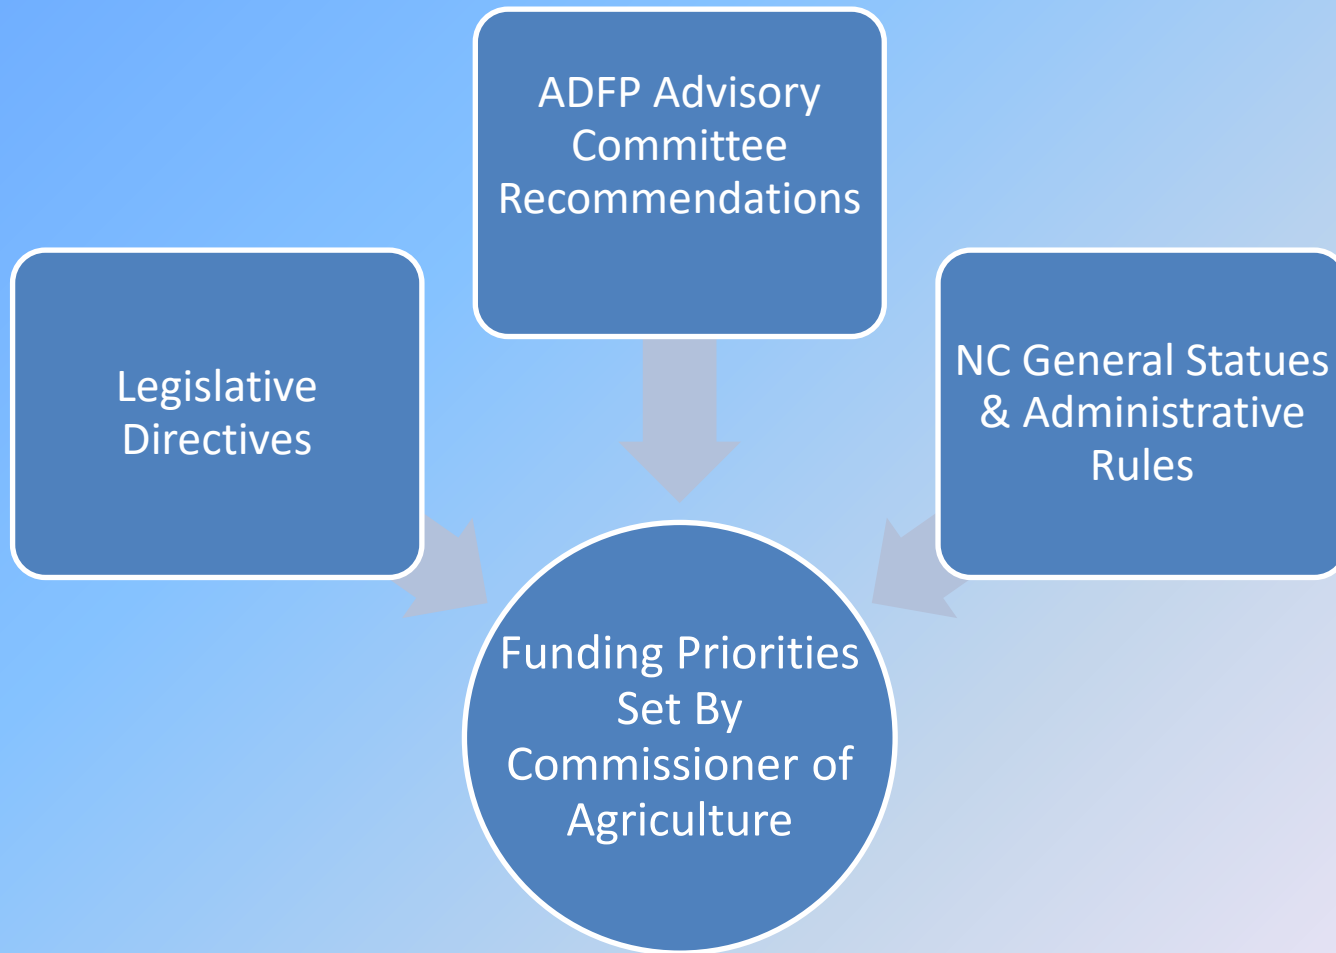 ADFP Advisory
Committee
Recommendations
Legislative
Directives
NC General Statues
& Administrative
Rules
Funding Priorities
Set By
Commissioner of
Agriculture